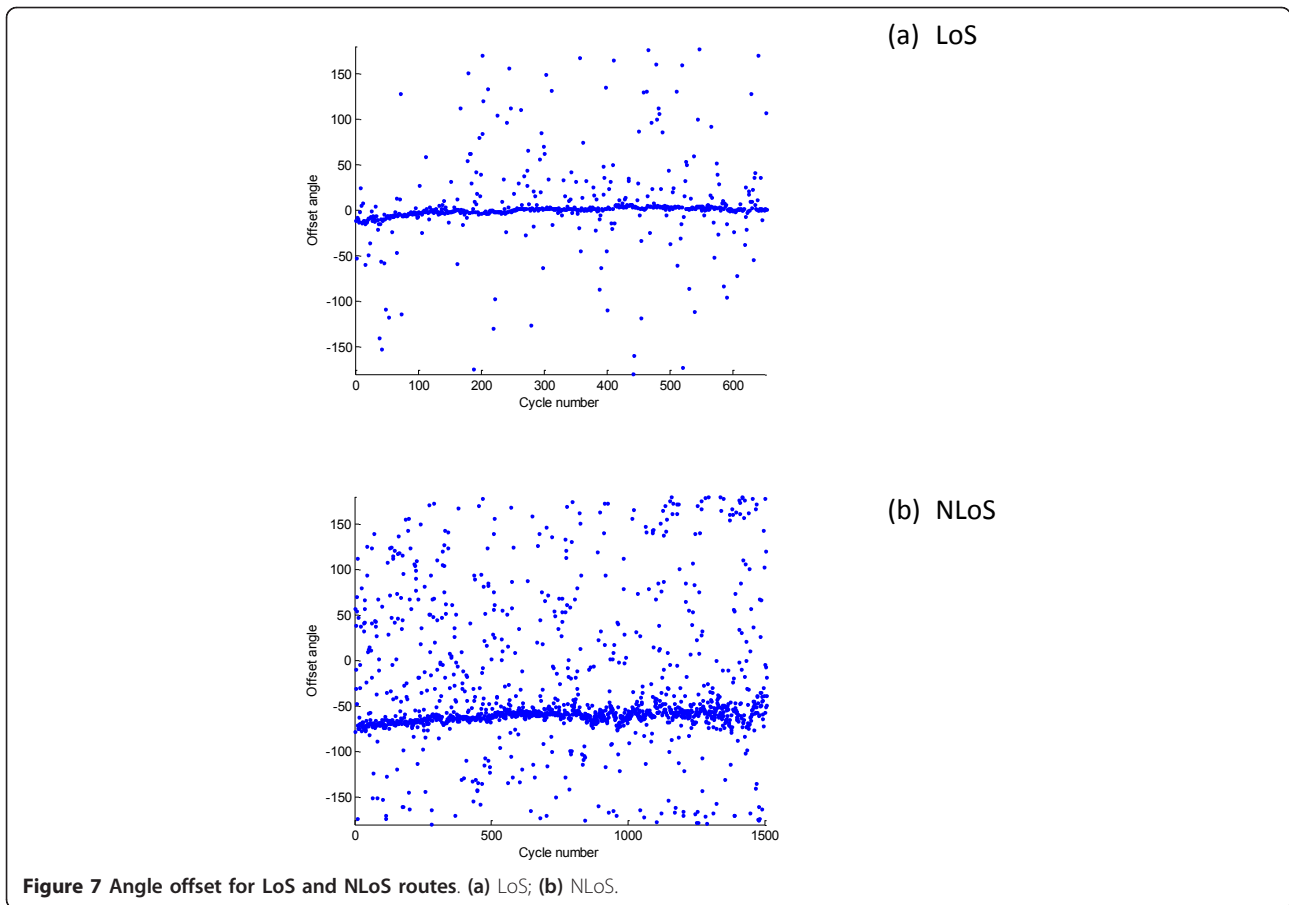 (a) LoS
150
100
50
0
-50
-100
-150
Offset angle
0 100 200 300 400 500 600
Cycle number
(b) NLoS
150
100
50
0
-50
-100
-150
Offset angle
0 500 1000 1500
Cycle number
Figure 7 Angle offset for LoS and NLoS routes. (a) LoS; (b) NLoS.